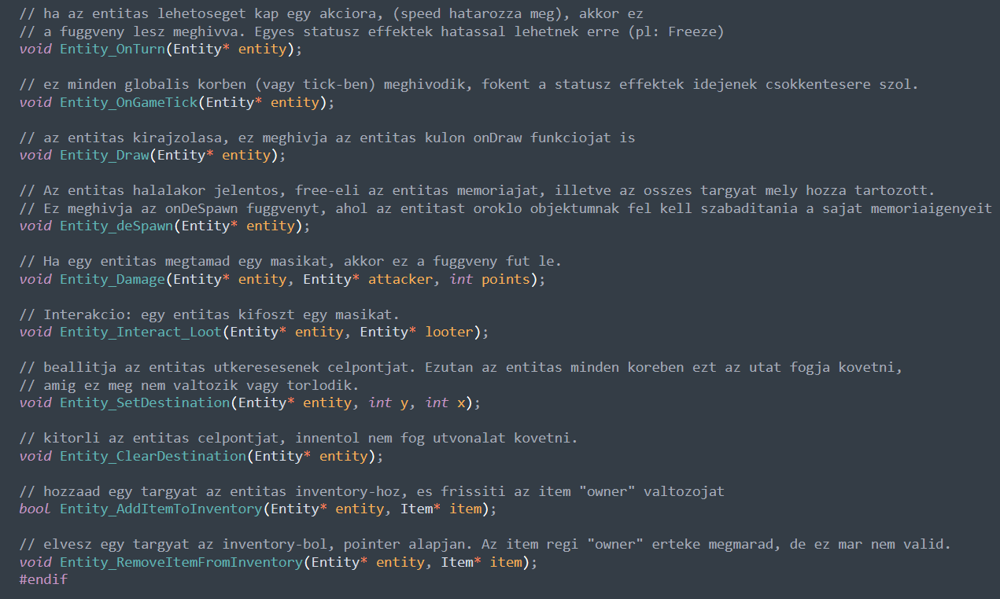 // ha az entitas lehetoseget kap egy akciora, (speed hatarozza meg), akkor ez
// a fuggveny lesz meghivva. Egyes statusz effektek hatassal lehetnek erre (pl: Freeze)
void Entity_OnTurn(Entity* entity);
// ez minden globalis korben (vagy tick-ben) meghivodik, fokent a statusz effektek idejenek csokkentesere szol.
void Entity_OnGameTick(Entity* entity);
// az entitas kirajzolasa, ez meghivja az entitas kulon onDraw funkciojat is
void Entity_Draw(Entity* entity);
// Az entitas halalakor jelentos, free-eli az entitas memoriajat, illetve az osszes targyat mely hozza tartozott.
// Ez meghivja az onDeSpawn fuggvenyt, ahol az entitast oroklo objektumnak fel kell szabaditania a sajat memoriaigenyeit
void Entity_deSpawn(Entity* entity);
// Ha egy entitas megtamad egy masikat, akkor ez a fuggveny fut le.
void Entity_Damage(Entity* entity, Entity* attacker, int points);
// Interakcio: egy entitas kifoszt egy masikat.
void Entity_Interact_Loot(Entity* entity, Entity* looter);
// beallitja az entitas utkeresesenek celpontjat. Ezutan az entitas minden koreben ezt az utat fogja kovetni,
// amig ez meg nem valtozik vagy torlodik.
void Entity_SetDestination(Entity* entity, int y, int x);
// kitorli az entitas celpontjat, innentol nem fog utvonalat kovetni.
void Entity_ClearDestination(Entity* entity);
// hozzaad egy targyat az entitas inventory-hoz, es frissiti az item "owner" valtozojat
bool Entity_AddItemToInventory(Entity* entity, Item* item);
// elvesz egy targyat az inventory-bol, pointer alapjan. Az item regi "owner" erteke megmarad, de ez mar nem valid.
void Entity_RemoveItemFromInventory(Entity* entity, Item* item);
#endif